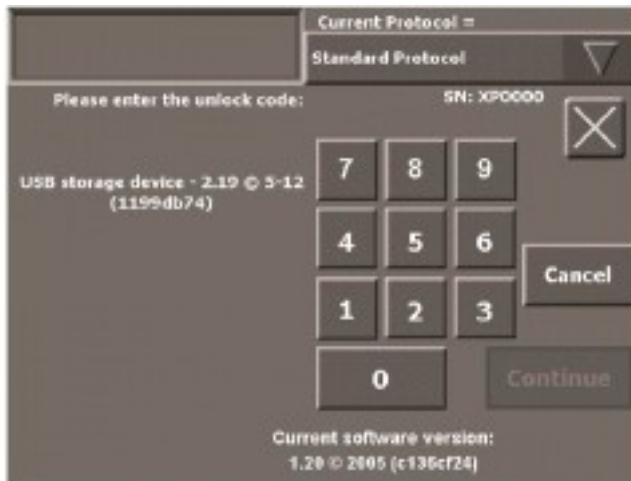 Current Protocol =
Standard Protocol
Please enter the unlock code:
SN: XP0000
USB storage device - 2.19 © 5-12
(1199db74)
7 8 9
4 5 6
Cancel
1 2 3
0
Continue
Current software version:
1.20 © 2005 (c136cf24)